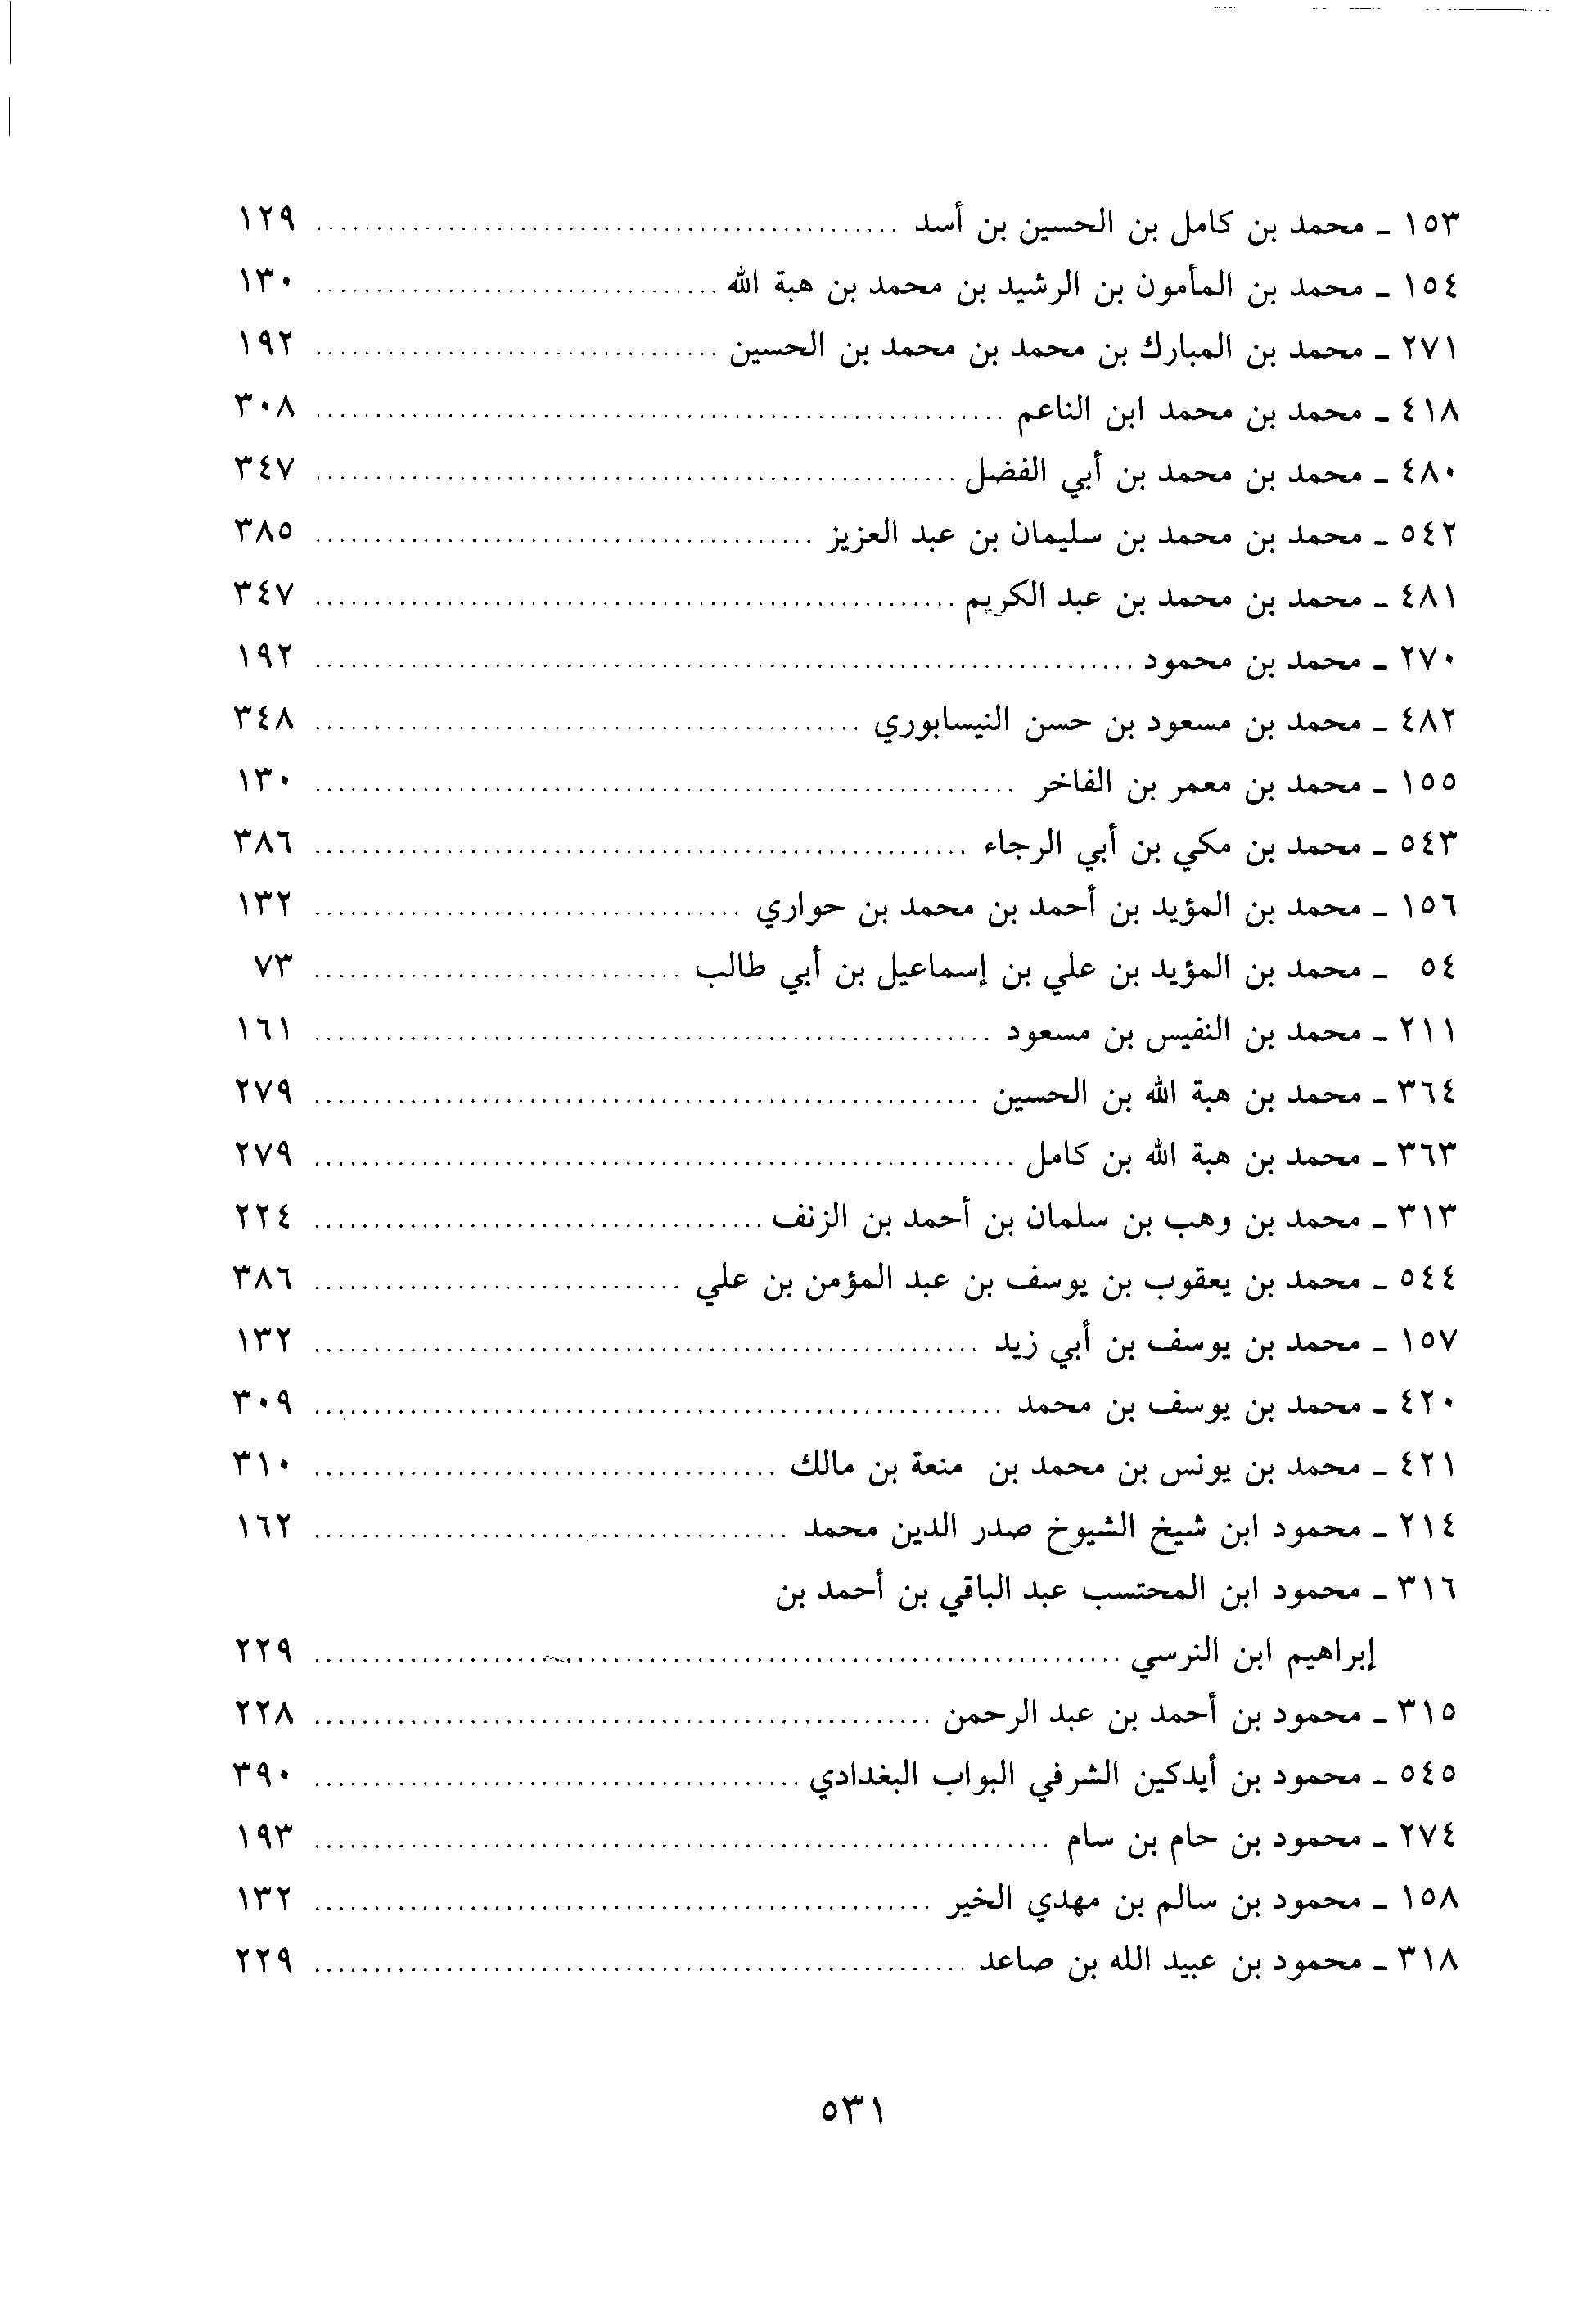 ١٥٣ ـ محمد بن كامل بن الحسين بن أسد ........ ١٢٩
١٥٤ ـ محمد بن المأمون بن الرشيد بن محمد بن هبة الله ........ ١٣٠
٢٧١ ـ محمد بن المبارك بن محمد بن محمد بن الحسين ........ ١٩٢
٤١٨ ـ محمد بن محمد ابن الناعم ........ ٣٠٨
٤٨٠ ـ محمد بن محمد بن أبي الفضل ........ ٣٤٧
٥٤٢ ـ محمد بن محمد بن سليمان بن عبد العزيز ........ ٣٨٥
٤٨١ ـ محمد بن محمد بن عبد الكريم ........ ٣٤٧
٢٧٠ ـ محمد بن محمود ........ ١٩٢
٤٨٢ ـ محمد بن مسعود بن حسن النيسابوري ........ ٣٤٨
١٥٥ ـ محمد بن معمر بن الفاخر ........ ١٣٠
٥٤٣ ـ محمد بن مكي بن أبي الرجاء ........ ٣٨٦
١٥٦ ـ محمد بن المؤيد بن أحمد بن محمد بن حواري ........ ١٣٢
٥٤ ـ محمد بن المؤيد بن علي بن إسماعيل بن أبي طالب ........ ٧٣
٢١١ ـ محمد بن النفيس بن مسعود ........ ١٦١
٣٦٤ ـ محمد بن هبة الله بن الحسين ........ ٢٧٩
٣٦٣ ـ محمد بن هبة الله بن كامل ........ ٢٧٩
٣١٣ ـ محمد بن وهب بن سلمان بن أحمد بن الزنف ........ ٢٢٤
٥٤٤ ـ محمد بن يعقوب بن يوسف بن عبد المؤمن بن علي ........ ٣٨٦
١٥٧ ـ محمد بن يوسف بن أبي زيد ........ ١٣٢
٤٢٠ ـ محمد بن يوسف بن محمد ........ ٣٠٩
٤٢١ ـ محمد بن يونس بن محمد بن منعة بن مالك ........ ٣١٠
٢١٤ ـ محمود ابن شيخ الشيوخ صدر الدين محمد ........ ١٦٢
٣١٦ ـ محمود ابن المحتسب عبد الباقي بن أحمد بن
إبراهيم ابن النرسي ........ ٢٢٩
٣١٥ ـ محمود بن أحمد بن عبد الرحمن ........ ٢٢٨
٥٤٥ ـ محمود بن أيدكين الشرفي البواب البغدادي ........ ٣٩٠
٢٧٤ ـ محمود بن حام بن سام ........ ١٩٣
١٥٨ ـ محمود بن سالم بن مهدي الخير ........ ١٣٢
٣١٨ ـ محمود بن عبيد الله بن صاعد ........ ٢٢٩
٥٣١